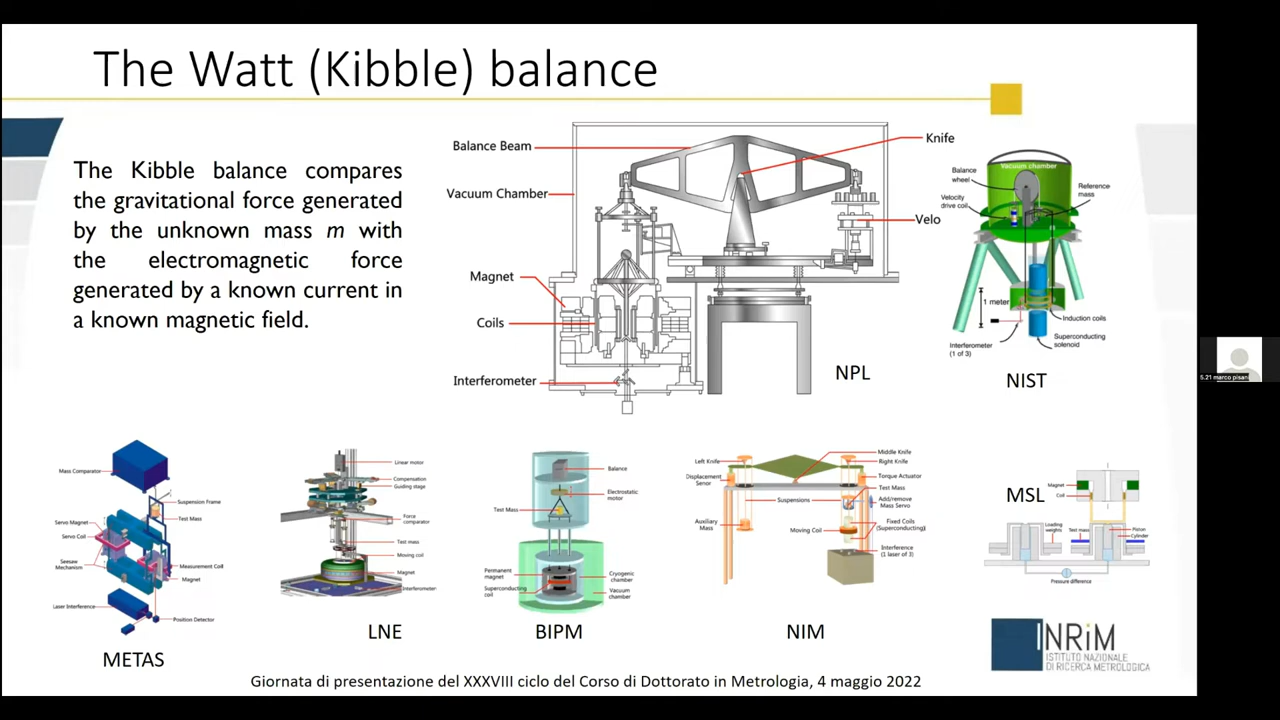 The Watt (Kibble) balance
The Kibble balance compares
the gravitational force generated
by the unknown mass m with
the electromagnetic force
generated by a known current in
a known magnetic field.
Balance Beam
Knife
Vacuum Chamber
Velo
Magnet
Coils
Interferometer
NPL
Vacuum chamber
Balance
wheel
Reference
mass
Velocity
drive coil
1 meter
Induction coils
Superconducting
solenoid
Interferometer
(1 of 3)
NIST
5.21 marco pisani
Mass Comparator
Suspension Frame
Test Mass
Servo Magnet
Servo Coil
Seesaw
Mechanism
Measurement Coil
Magnet
Laser Interference
Position Detector
METAS
Linear motor
Compensation
Guiding stage
Force
comparator
Test mass
Moving coil
Magnet
Interferometer
LNE
Balance
Electrostatic
motor
Test Mass
Permanent
magnet
Superconducting
coil
Cryogenic
chamber
Vacuum
chamber
BIPM
Left Knife
Middle Knife
Right Knife
Displacement
Senor
Torque Actuator
Test Mass
Suspensions
Add/remove
Mass Servo
Auxiliary
Mass
Moving Coil
Fixed Coils
(Superconducting)
Interference
(1 laser of 3)
NIM
MSL
Magnet
Coil
Loading
weights
Test mass
Piston
Cylinder
Pressure difference
INRiM
ISTITUTO NAZIONALE
DI RICERCA METROLOGICA
Giornata di presentazione del XXXVIII ciclo del Corso di Dottorato in Metrologia, 4 maggio 2022